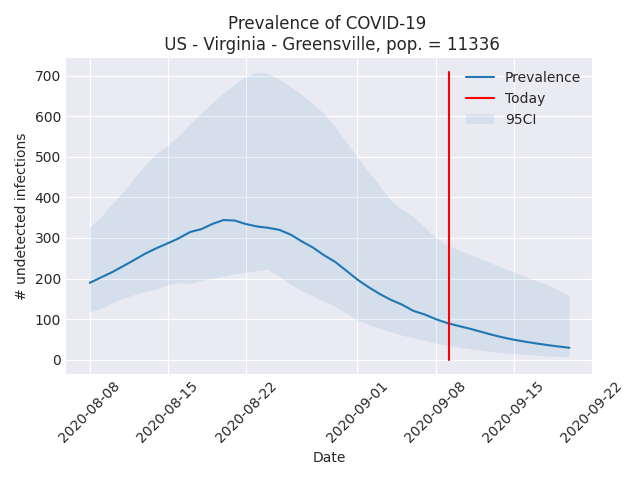 Prevalence of COVID-19
US - Virginia - Greensville, pop. = 11336
700
600
500
400
300
200
100
0
# undetected infections
Prevalence
Today
95CI
2020-08-08
2020-08-15
2020-08-22
2020-09-01
2020-09-08
2020-09-15
2020-09-22
Date